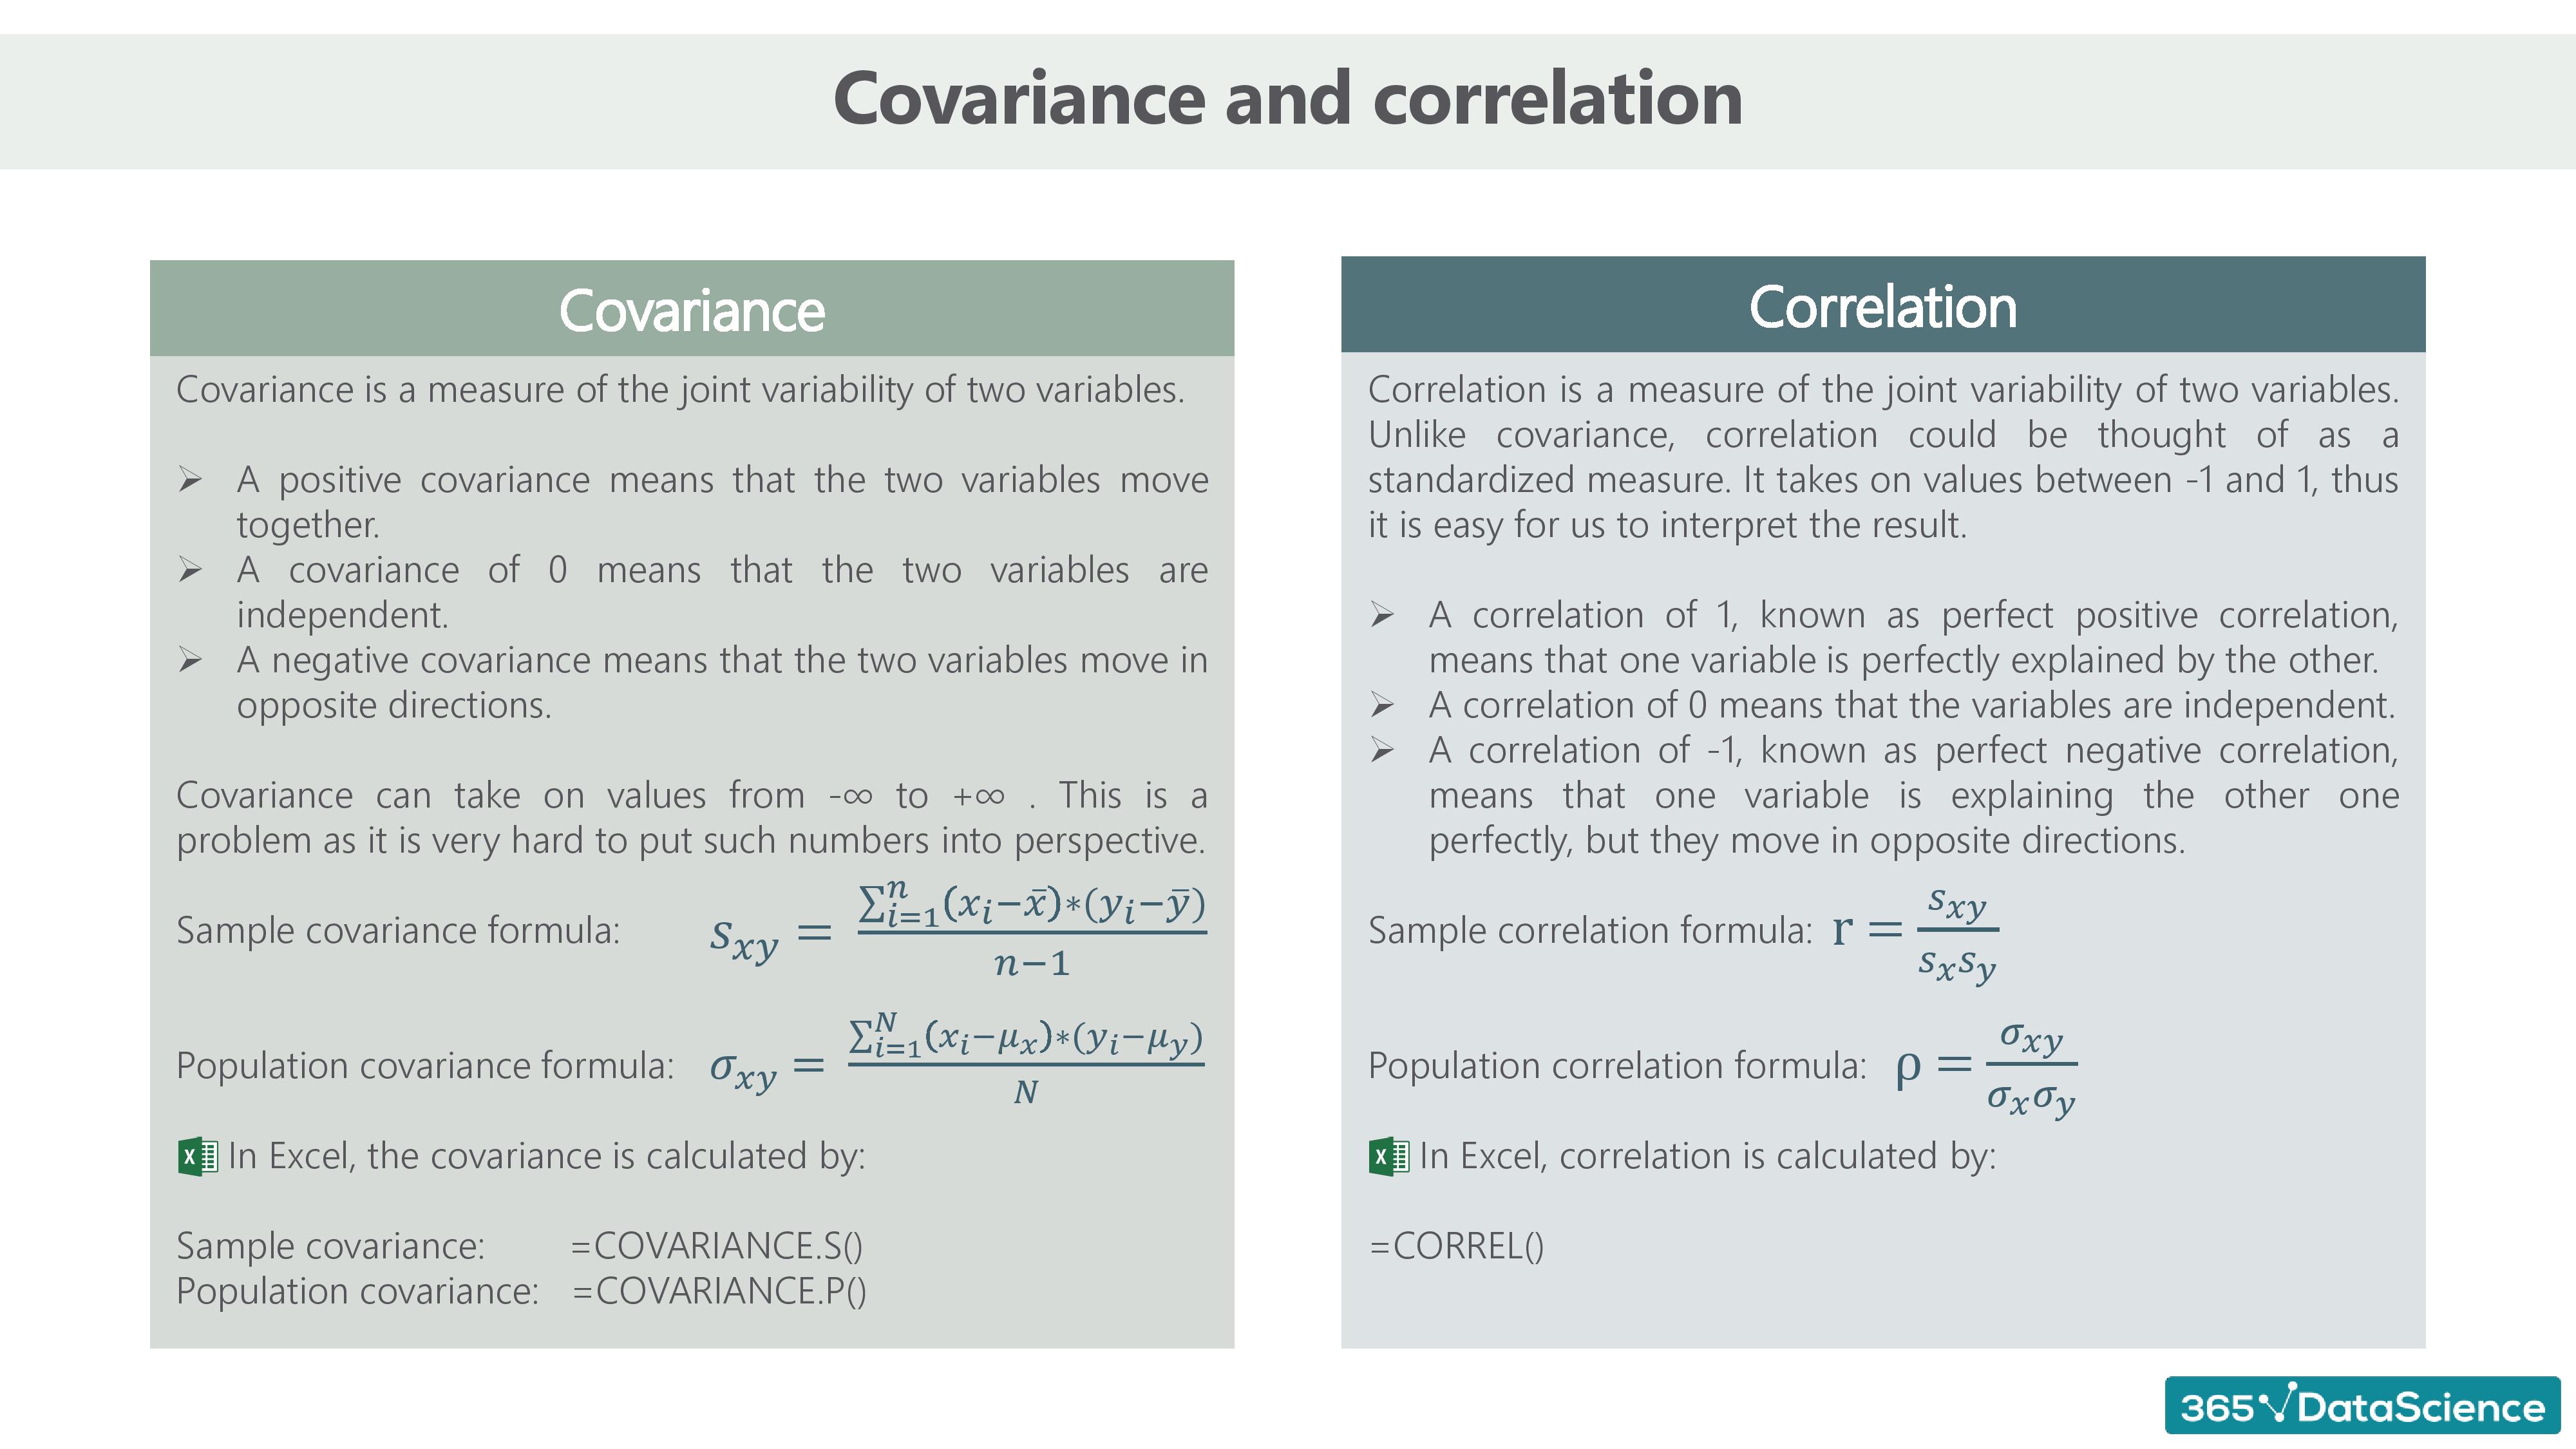 Covariance and correlation
Covariance
Covariance is a measure of the joint variability of two variables.
➢ A positive covariance means that the two variables move
together.
➢ A covariance of 0 means that the two variables are
independent.
➢ A negative covariance means that the two variables move in
opposite directions.
Covariance can take on values from -∞ to +∞ . This is a
problem as it is very hard to put such numbers into perspective.
Sample covariance formula: s_{xy} = \frac{\sum_{i=1}^{n}(x_i-\bar{x})*(y_i-\bar{y})}{n-1}
Population covariance formula: σ_{xy} = \frac{\sum_{i=1}^{N}(x_i-μ_x)*(y_i-μ_y)}{N}
In Excel, the covariance is calculated by:
Sample covariance: =COVARIANCE.S()
Population covariance: =COVARIANCE.P()
Correlation
Correlation is a measure of the joint variability of two variables.
Unlike covariance, correlation could be thought of as a
standardized measure. It takes on values between -1 and 1, thus
it is easy for us to interpret the result.
➢ A correlation of 1, known as perfect positive correlation,
means that one variable is perfectly explained by the other.
➢ A correlation of 0 means that the variables are independent.
➢ A correlation of -1, known as perfect negative correlation,
means that one variable is explaining the other one
perfectly, but they move in opposite directions.
Sample correlation formula: r = \frac{s_{xy}}{s_x s_y}
Population correlation formula: ρ = \frac{σ_{xy}}{σ_x σ_y}
In Excel, correlation is calculated by:
=CORREL()
365 DataScience